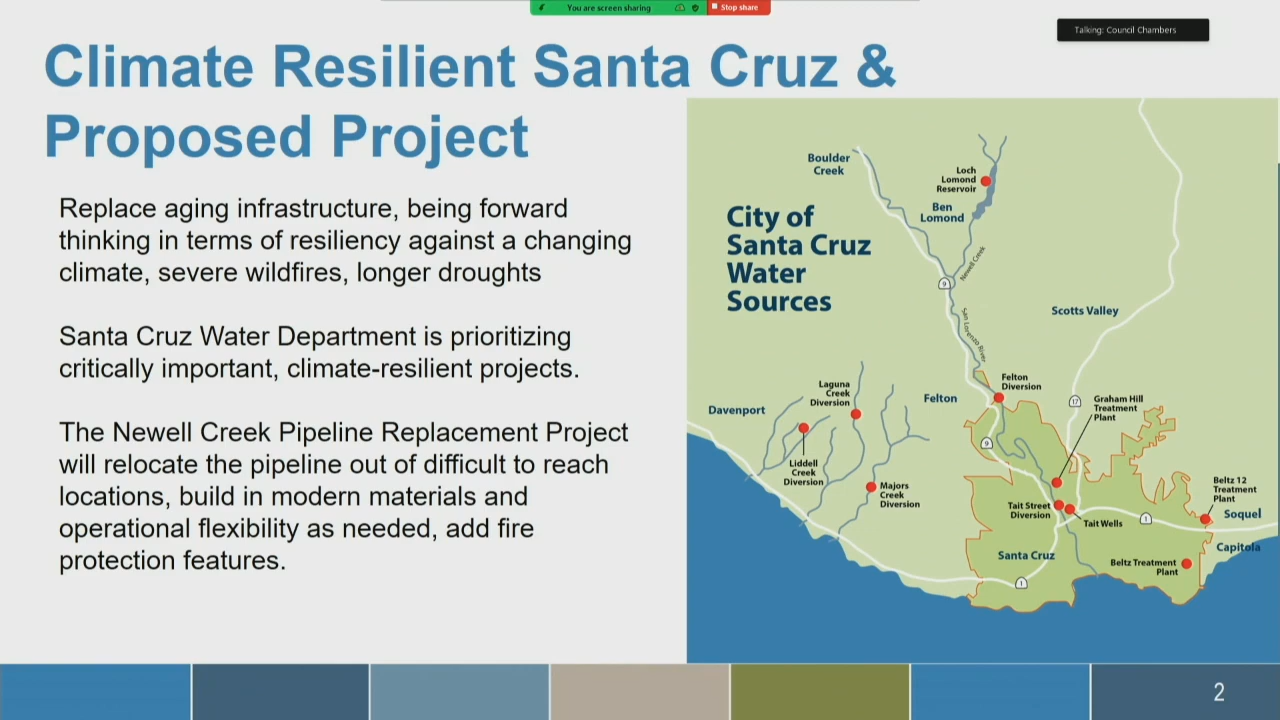 You are screen sharing
Stop share
Talking: Council Chambers
Climate Resilient Santa Cruz &
Proposed Project
Replace aging infrastructure, being forward
thinking in terms of resiliency against a changing
climate, severe wildfires, longer droughts
Santa Cruz Water Department is prioritizing
critically important, climate-resilient projects.
The Newell Creek Pipeline Replacement Project
will relocate the pipeline out of difficult to reach
locations, build in modern materials and
operational flexibility as needed, add fire
protection features.
City of
Santa Cruz
Water
Sources
Boulder
Creek
Loch
Lomond
Reservoir
Ben
Lomond
Newell Creek
9
San Lorenzo River
Scotts Valley
Felton
Diversion
Felton
Laguna
Creek
Diversion
Davenport
17
Graham Hill
Treatment
Plant
9
Liddell
Creek
Diversion
Majors
Creek
Diversion
Tait Street
Diversion
Tait Wells
1
Beltz 12
Treatment
Plant
Soquel
Capitola
Santa Cruz
Beltz Treatment
Plant
1
2